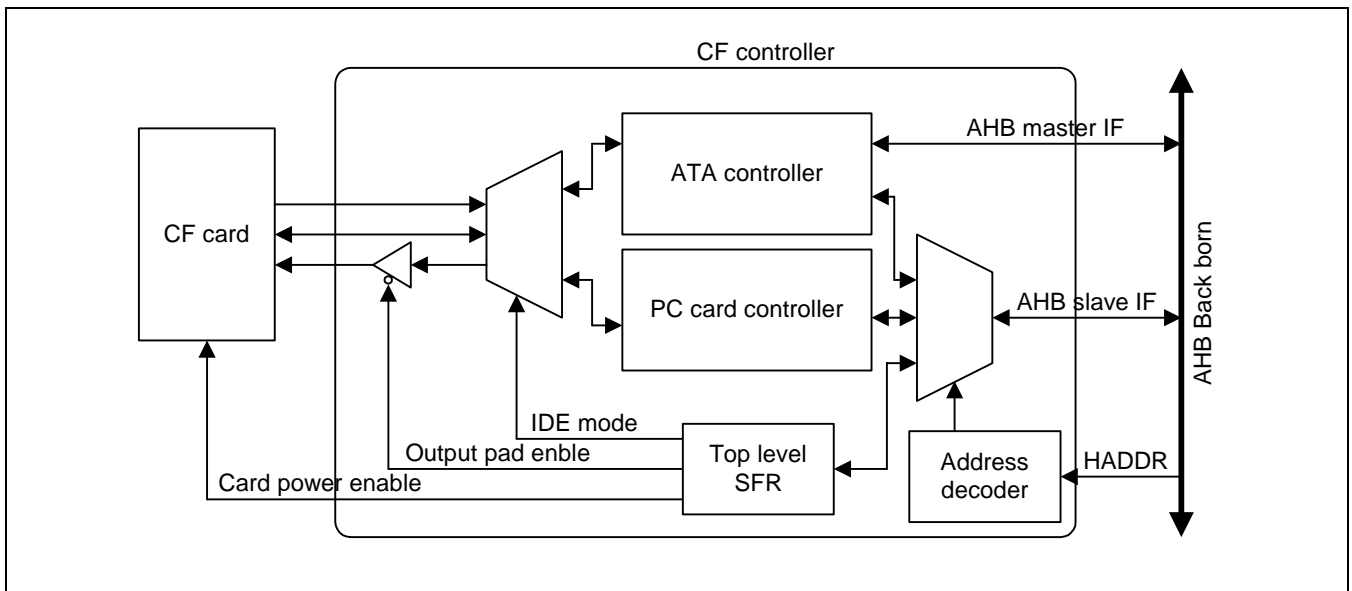 CF controller
AHB master IF
ATA controller
CF card
PC card controller
AHB slave IF
AHB Back born
IDE mode
Output pad enble
Card power enable
Top level
SFR
Address
decoder
HADDR